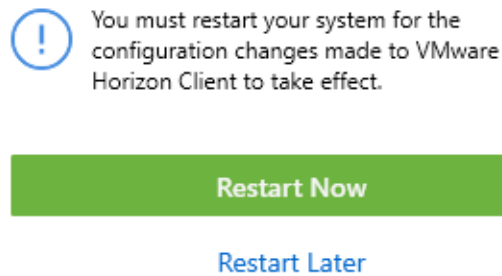 You must restart your system for the
configuration changes made to VMware
Horizon Client to take effect.
Restart Now
Restart Later